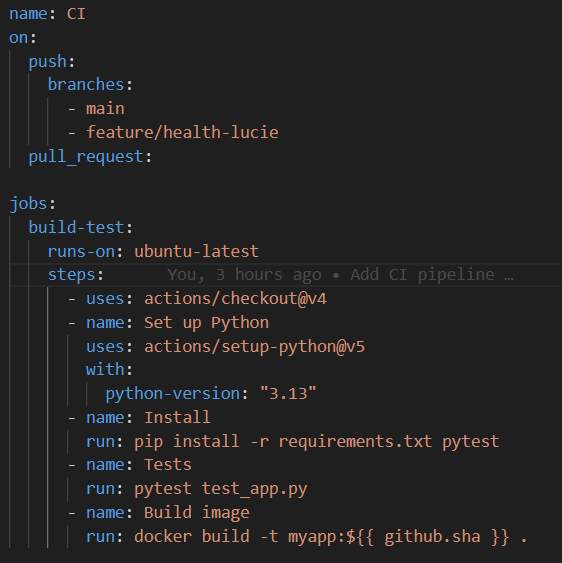 name: CI
on:
  push:
    branches:
      - main
      - feature/health-lucie
  pull_request:
jobs:
  build-test:
    runs-on: ubuntu-latest
    steps: You, 3 hours ago • Add CI pipeline …
      - uses: actions/checkout@v4
      - name: Set up Python
        uses: actions/setup-python@v5
        with:
          python-version: "3.13"
      - name: Install
        run: pip install -r requirements.txt pytest
      - name: Tests
        run: pytest test_app.py
      - name: Build image
        run: docker build -t myapp:${{ github.sha }} .